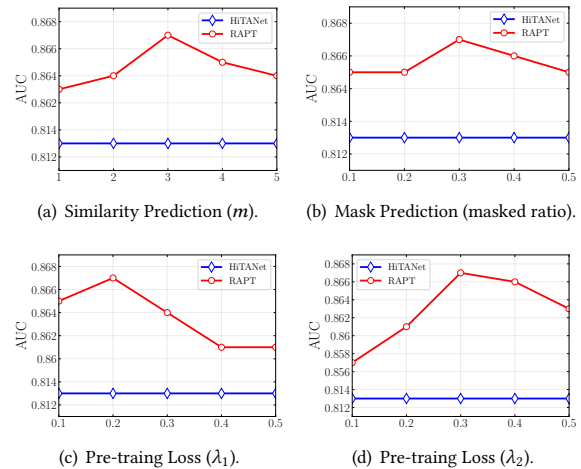 HiTANet
RAPT
AUC
0.868
0.866
0.864
0.862
0.814
0.812
1 2 3 4 5
(a) Similarity Prediction (m).
HiTANet
RAPT
AUC
0.868
0.866
0.864
0.814
0.812
0.1 0.2 0.3 0.4 0.5
(b) Mask Prediction (masked ratio).
HiTANet
RAPT
AUC
0.868
0.866
0.864
0.862
0.86
0.814
0.812
0.1 0.2 0.3 0.4 0.5
(c) Pre-traing Loss (λ1).
HiTANet
RAPT
AUC
0.868
0.864
0.86
0.856
0.814
0.812
0.1 0.2 0.3 0.4 0.5
(d) Pre-traing Loss (λ2).